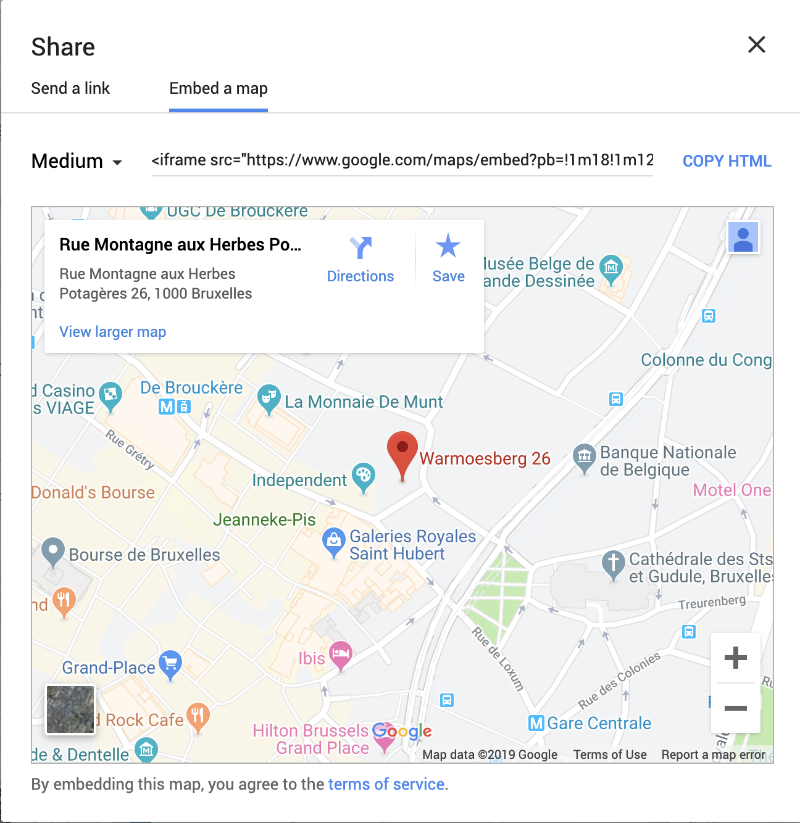 Share
Send a link
Embed a map
Medium
<iframe src="https://www.google.com/maps/embed?pb=!1m18!1m12
COPY HTML
UGC De Brouckère
Rue Montagne aux Herbes Po...
Rue Montagne aux Herbes
Potagères 26, 1000 Bruxelles
Directions
Save
View larger map
usée Belge de
ande Dessinée
Colonne du Cong
d Casino
s VIAGE
De Brouckère
M
La Monnaie De Munt
Rue Grétry
Warmoesberg 26
Banque Nationale
de Belgique
Independent
Donald's Bourse
Motel One
Jeanneke-Pis
Galeries Royales
Saint Hubert
Bourse de Bruxelles
Cathédrale des Sts
et Gudule, Bruxelles
nd
Treurenberg
Ibis
Grand-Place
Rue de Loxum
Rue des Colonies
Ru
+
−
d Rock Cafe
Hilton Brussels
Grand Place
Google
M Gare Centrale
de & Dentelle
Map data ©2019 Google
Terms of Use
Report a map error
By embedding this map, you agree to the terms of service.